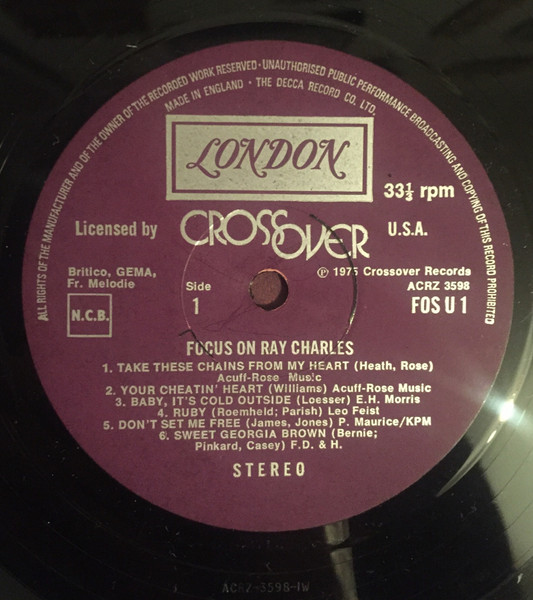 ALL RIGHTS OF THE MANUFACTURER AND OF THE OWNER OF THE RECORDED WORK RESERVED · UNAUTHORISED PUBLIC PERFORMANCE BROADCASTING AND COPYING OF THIS RECORD PROHIBITED
MADE IN ENGLAND · THE DECCA RECORD CO. LTD.
LONDON
33⅓ rpm
Licensed by CROSSOVER U.S.A.
Britico, GEMA,
Fr. Melodie
Side
1
N.C.B.
℗ 1975 Crossover Records
ACRZ 3598
FOS U 1
FOCUS ON RAY CHARLES
1. TAKE THESE CHAINS FROM MY HEART (Heath, Rose)
Acuff-Rose Music
2. YOUR CHEATIN' HEART (Williams) Acuff-Rose Music
3. BABY, IT'S COLD OUTSIDE (Loesser) E.H. Morris
4. RUBY (Roemheld; Parish) Leo Feist
5. DON'T SET ME FREE (James, Jones) P. Maurice/KPM
6. SWEET GEORGIA BROWN (Bernie;
Pinkard, Casey) F.D. & H.
STEREO
ACRZ-3598-1W